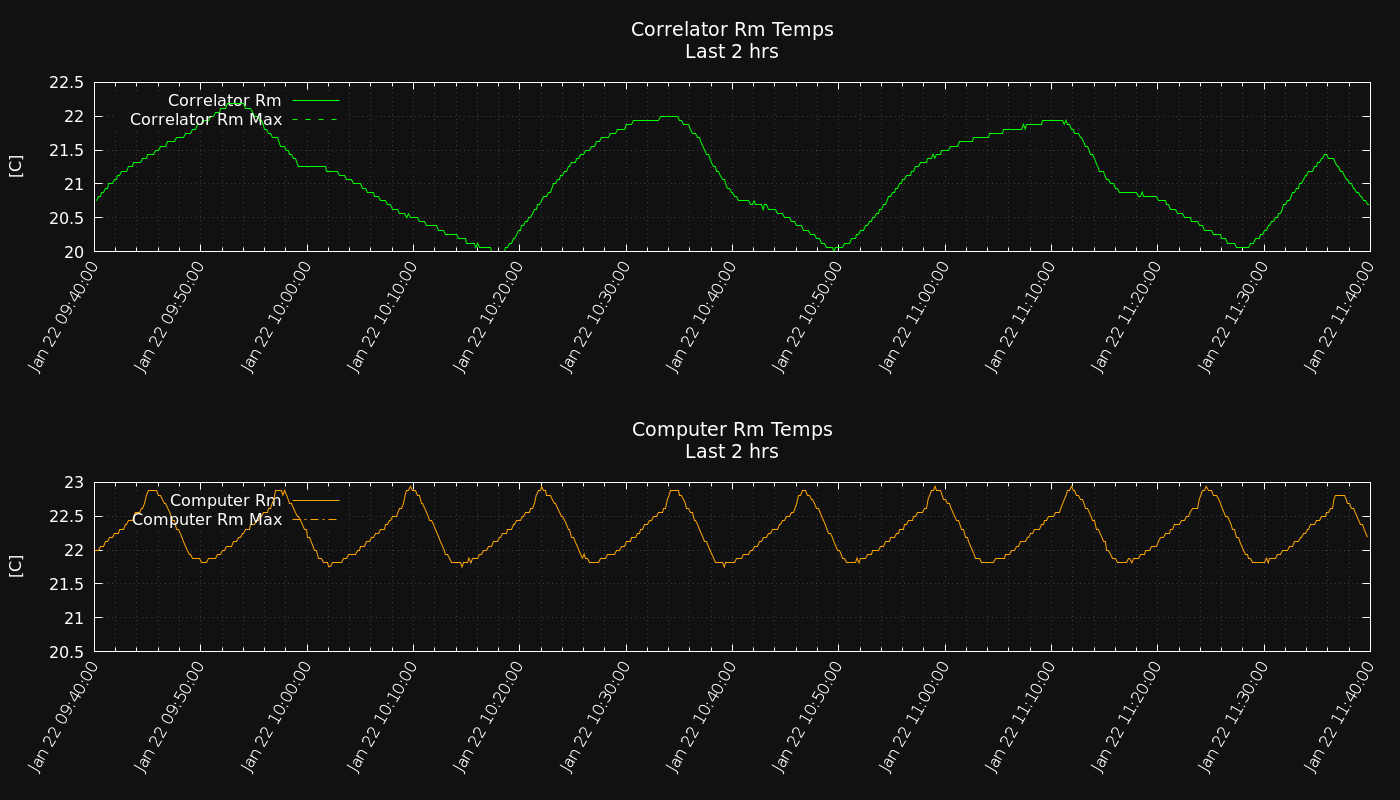 Correlator Rm Temps
Last 2 hrs
Correlator Rm
Correlator Rm Max
[C]
22.5
22
21.5
21
20.5
20
Jan 22 09:40:00
Jan 22 09:50:00
Jan 22 10:00:00
Jan 22 10:10:00
Jan 22 10:20:00
Jan 22 10:30:00
Jan 22 10:40:00
Jan 22 10:50:00
Jan 22 11:00:00
Jan 22 11:10:00
Jan 22 11:20:00
Jan 22 11:30:00
Jan 22 11:40:00
Computer Rm Temps
Last 2 hrs
Computer Rm
Computer Rm Max
[C]
23
22.5
22
21.5
21
20.5
Jan 22 09:40:00
Jan 22 09:50:00
Jan 22 10:00:00
Jan 22 10:10:00
Jan 22 10:20:00
Jan 22 10:30:00
Jan 22 10:40:00
Jan 22 10:50:00
Jan 22 11:00:00
Jan 22 11:10:00
Jan 22 11:20:00
Jan 22 11:30:00
Jan 22 11:40:00